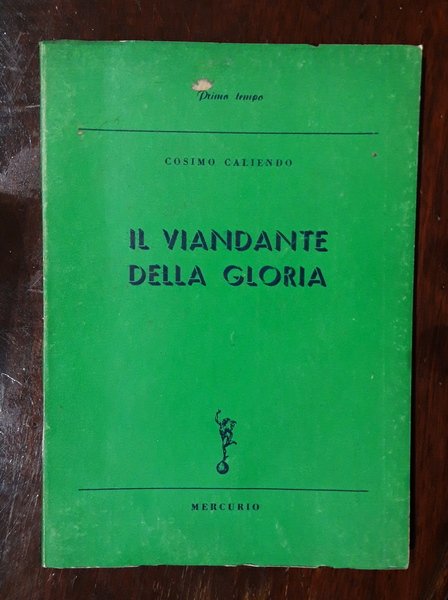 Primo tempo
COSIMO CALIENDO
IL VIANDANTE
DELLA GLORIA
MERCURIO